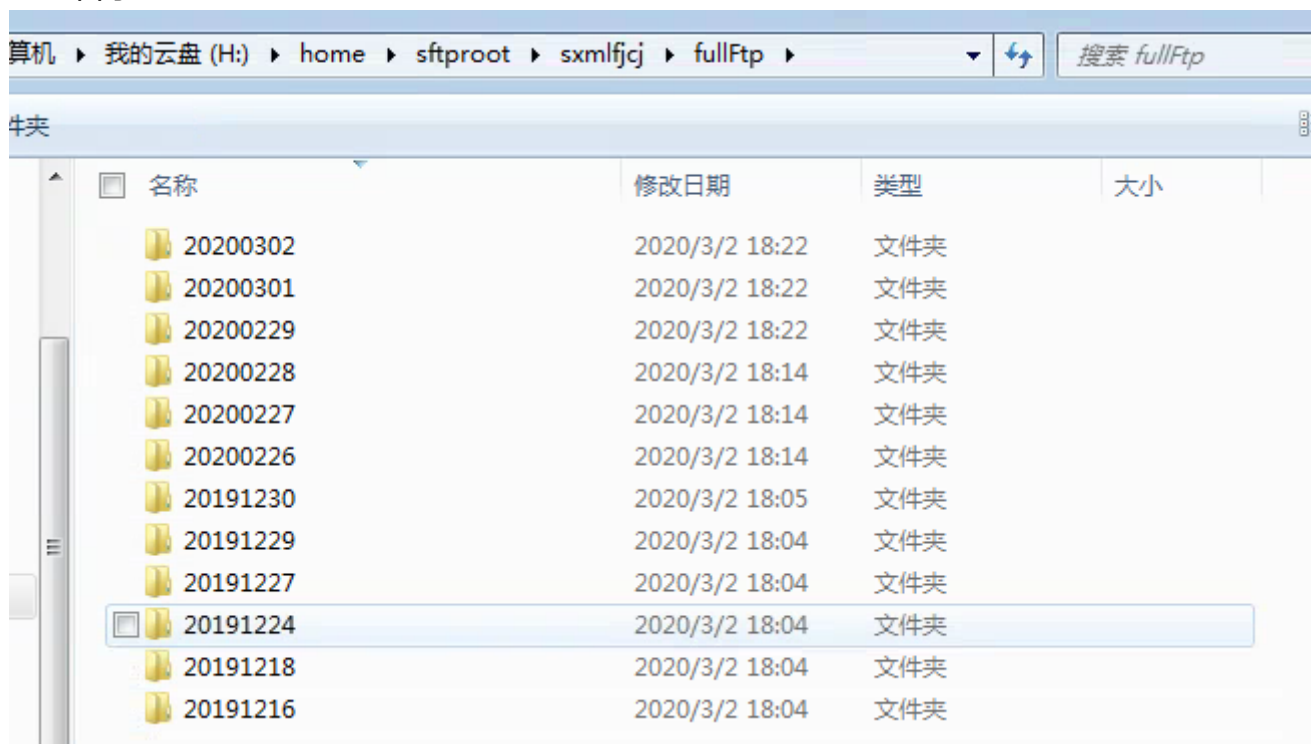 算机 ▸ 我的云盘 (H:) ▸ home ▸ sftproot ▸ sxmlfjcj ▸ fullFtp ▸ 搜索 fullFtp
件夹
名称 修改日期 类型 大小
20200302 2020/3/2 18:22 文件夹
20200301 2020/3/2 18:22 文件夹
20200229 2020/3/2 18:22 文件夹
20200228 2020/3/2 18:14 文件夹
20200227 2020/3/2 18:14 文件夹
20200226 2020/3/2 18:14 文件夹
20191230 2020/3/2 18:05 文件夹
20191229 2020/3/2 18:04 文件夹
20191227 2020/3/2 18:04 文件夹
20191224 2020/3/2 18:04 文件夹
20191218 2020/3/2 18:04 文件夹
20191216 2020/3/2 18:04 文件夹